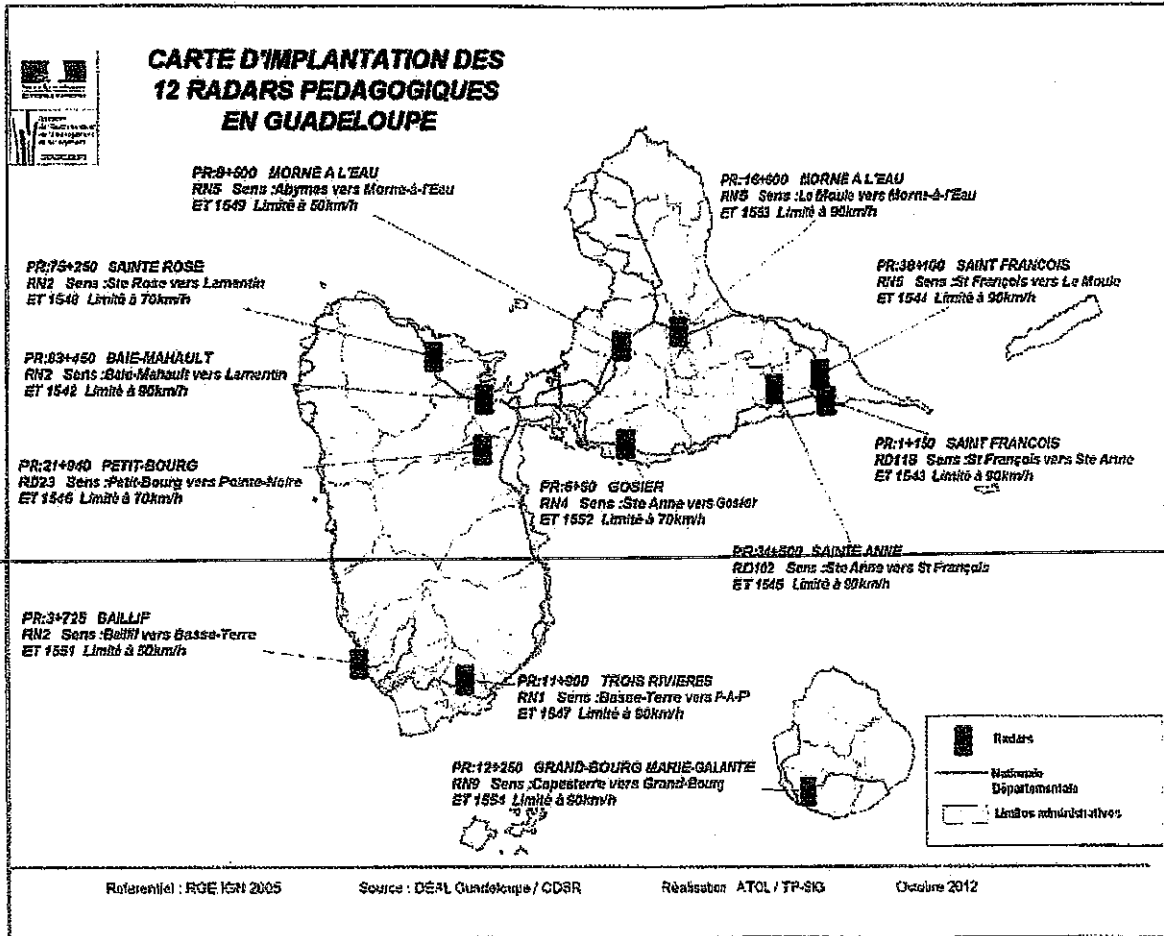 CARTE D'IMPLANTATION DES
12 RADARS PEDAGOGIQUES
EN GUADELOUPE
PR:9+600 MORNE A L'EAU
RN5 Sens :Abymes vers Morne-à-l'Eau
ET 1549 Limité à 50km/h
PR:16+600 MORNE A L'EAU
RN5 Sens :Le Moule vers Morne-à-l'Eau
ET 1553 Limité à 90km/h
PR:75+250 SAINTE ROSE
RN2 Sens :Ste Rose vers Lamentin
ET 1548 Limité à 70km/h
PR:38+100 SAINT FRANCOIS
RN5 Sens :St François vers Le Moule
ET 1544 Limité à 90km/h
PR:83+450 BAIE-MAHAULT
RN2 Sens :Baie-Mahault vers Lamentin
ET 1542 Limité à 90km/h
PR:1+150 SAINT FRANCOIS
RD118 Sens :St François vers Ste Anne
ET 1543 Limité à 90km/h
PR:21+940 PETIT-BOURG
RD23 Sens :Petit-Bourg vers Pointe-Noire
ET 1546 Limité à 70km/h
PR:6+50 GOSIER
RN4 Sens :Ste Anne vers Gosier
ET 1552 Limité à 70km/h
PR:34+500 SAINTE ANNE
RD102 Sens :Ste Anne vers St François
ET 1545 Limité à
PR:3+725 BAILLIF
RN2 Sens :Baillif vers Basse-Terre
ET 1551 Limité à 50km/h
PR:11+900 TROIS RIVIERES
RN1 Sens :Basse-Terre vers P-A-P
ET 1547 Limité à
PR:12+250 GRAND-BOURG MARIE-GALANTE
RN9 Sens :Capesterre vers Grand-Bourg
ET 1554 Limité à
Radars
Nationale
Départementale
Limites administratives
Referentiel : RGE IGN 2005 Source : DEAL Guadeloupe / CDSR Réalisation ATOL / TP-SIG Octobre 2012